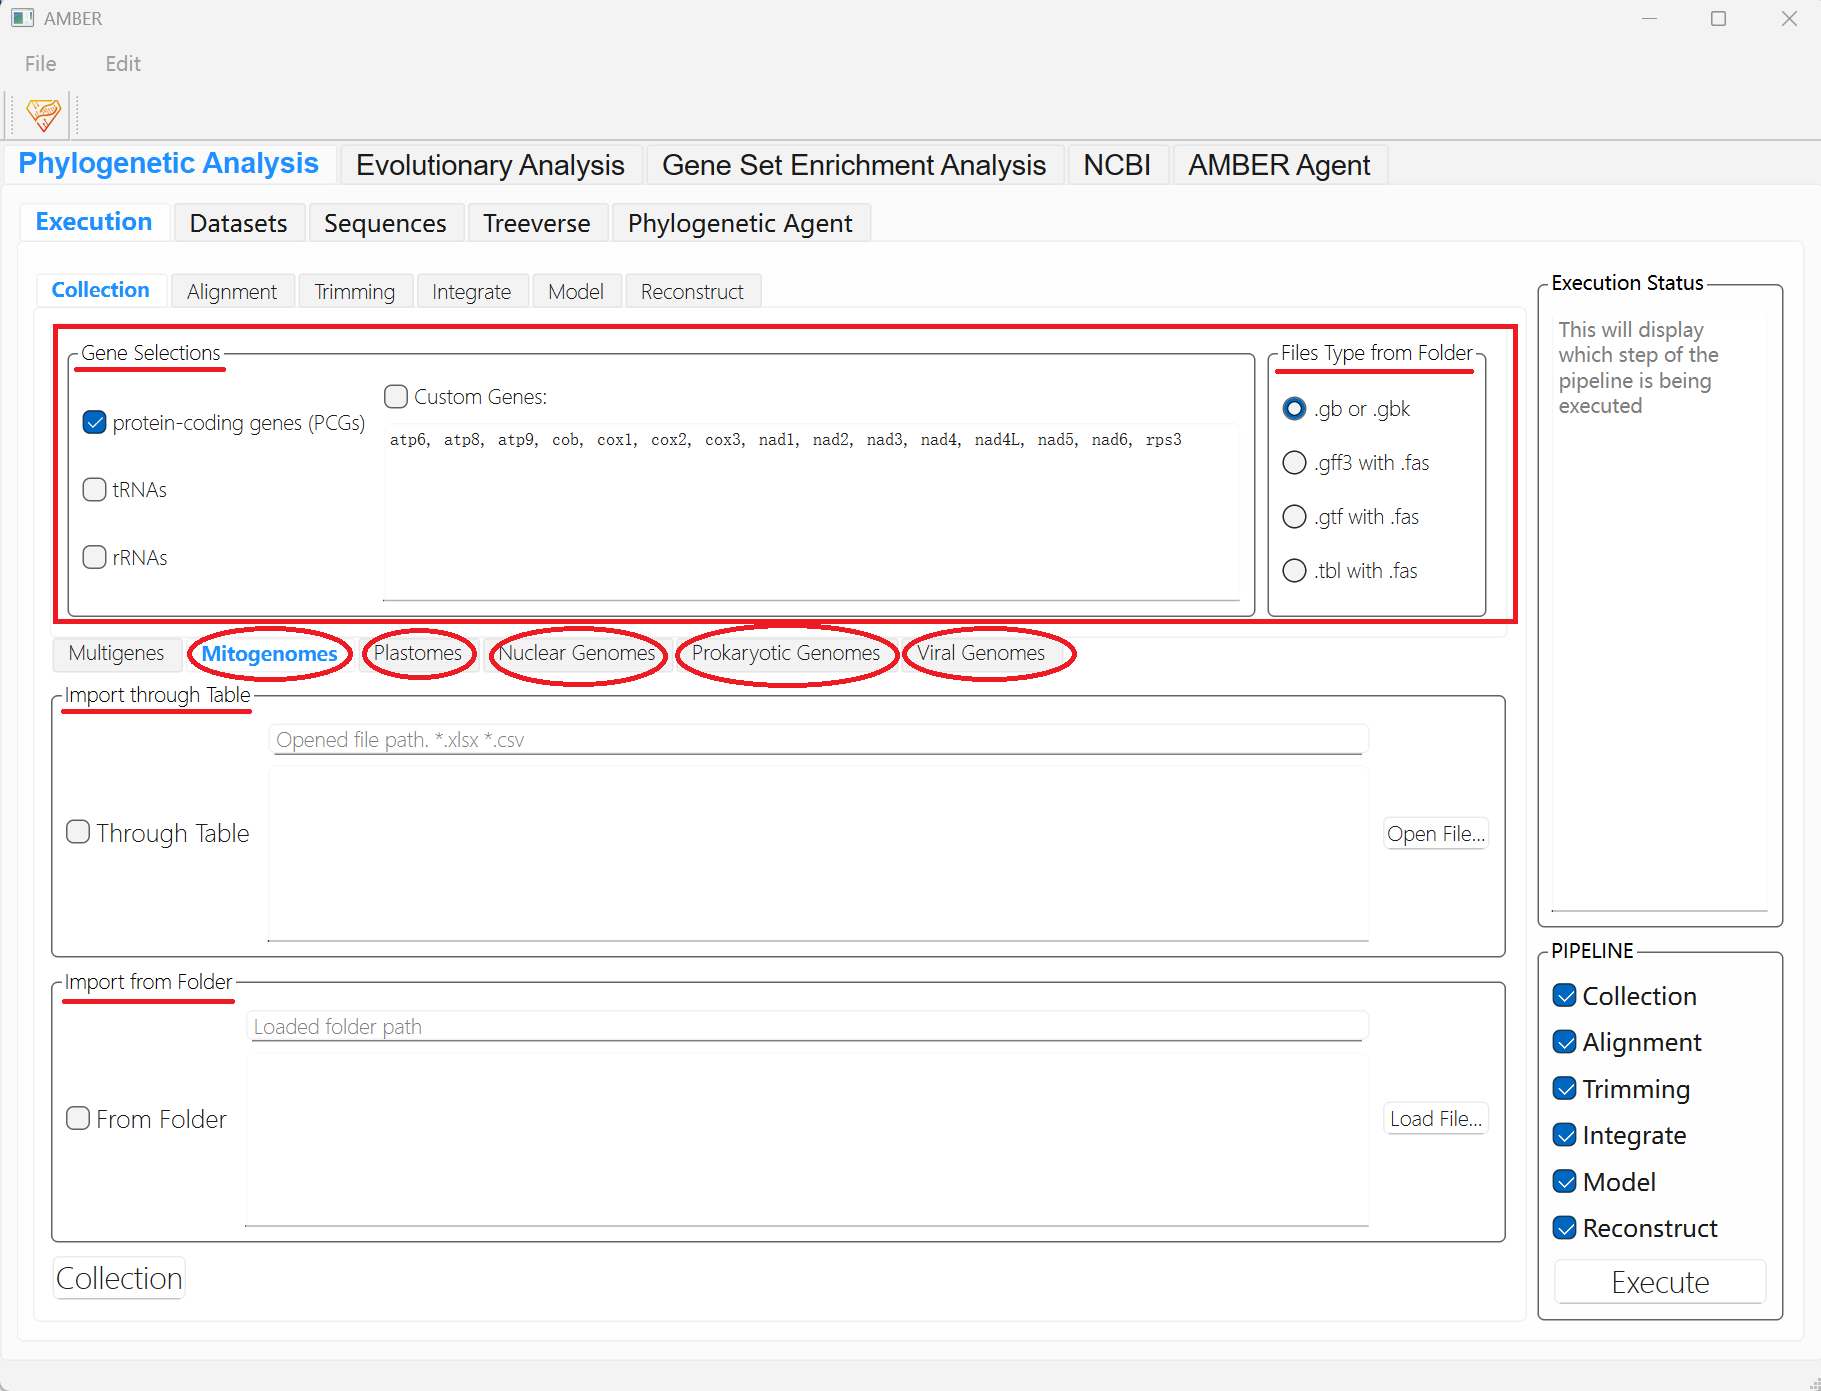 AMBER
File Edit
Phylogenetic Analysis Evolutionary Analysis Gene Set Enrichment Analysis NCBI AMBER Agent
Execution Datasets Sequences Treeverse Phylogenetic Agent
Collection Alignment Trimming Integrate Model Reconstruct
Gene Selections
protein-coding genes (PCGs)
tRNAs
rRNAs
Custom Genes:
atp6, atp8, atp9, cob, cox1, cox2, cox3, nad1, nad2, nad3, nad4, nad4L, nad5, nad6, rps3
Files Type from Folder
.gb or .gbk
.gff3 with .fas
.gtf with .fas
.tbl with .fas
Multigenes Mitogenomes Plastomes Nuclear Genomes Prokaryotic Genomes Viral Genomes
Import through Table
Opened file path. *.xlsx *.csv
Through Table
Open File...
Import from Folder
Loaded folder path
From Folder
Load File...
Collection
Execution Status
This will display
which step of the
pipeline is being
executed
PIPELINE
Collection
Alignment
Trimming
Integrate
Model
Reconstruct
Execute